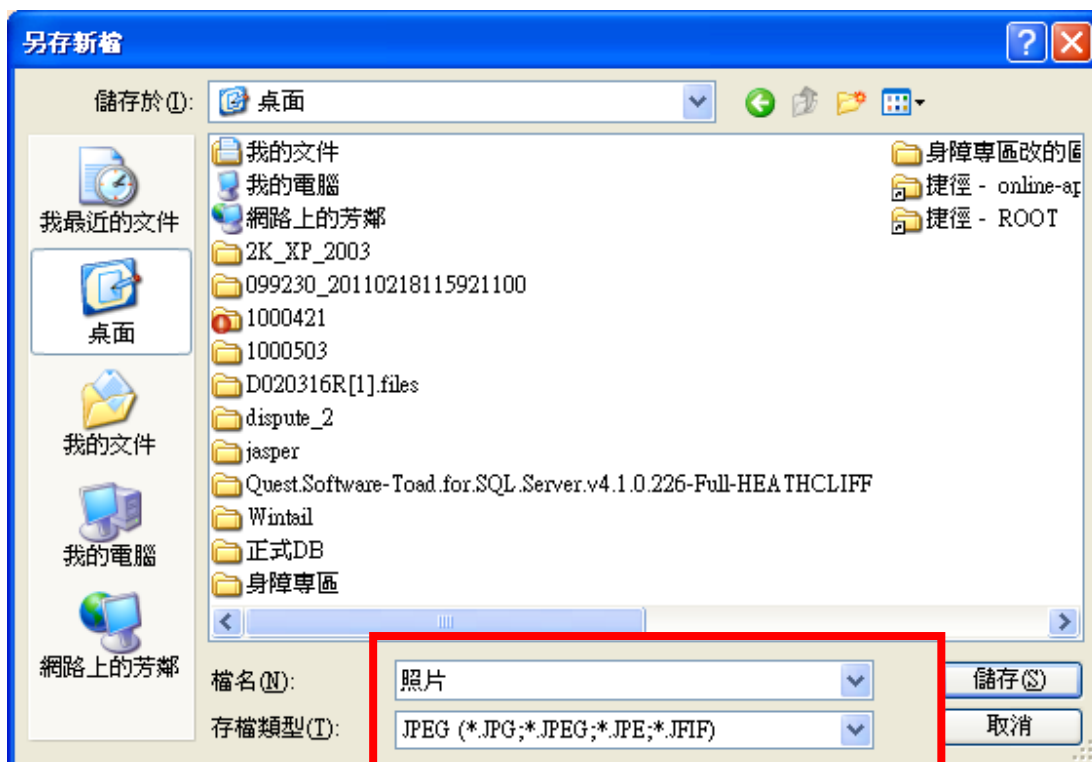 另存新檔
儲存於(I):
桌面
我最近的文件
桌面
我的文件
我的電腦
網路上的芳鄰
我的文件
我的電腦
網路上的芳鄰
2K_XP_2003
099230_20110218115921100
1000421
1000503
D020316R[1].files
dispute_2
jasper
Quest.Software-Toad.for.SQL.Server.v4.1.0.226-Full-HEATHCLIFF
Wintail
正式DB
身障專區
身障專區改的
捷徑 - online-ap
捷徑 - ROOT
檔名(N):
照片
儲存(S)
存檔類型(T):
JPEG (*.JPG;*.JPEG;*.JPE;*.JFIF)
取消